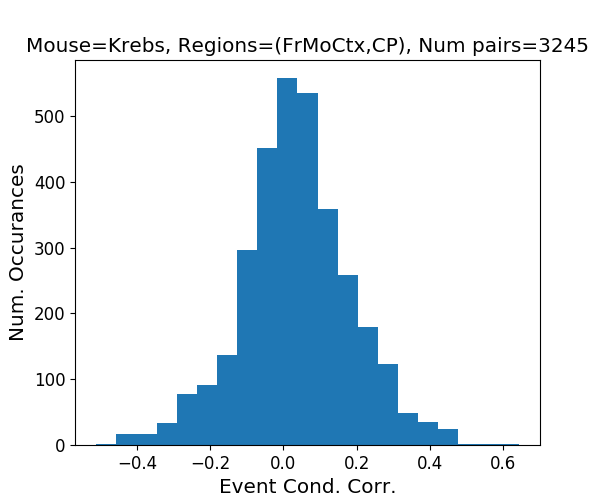 Mouse=Krebs, Regions=(FrMoCtx,CP), Num pairs=3245
Num. Occurances
500
400
300
200
100
0
−0.4 −0.2 0.0 0.2 0.4 0.6
Event Cond. Corr.